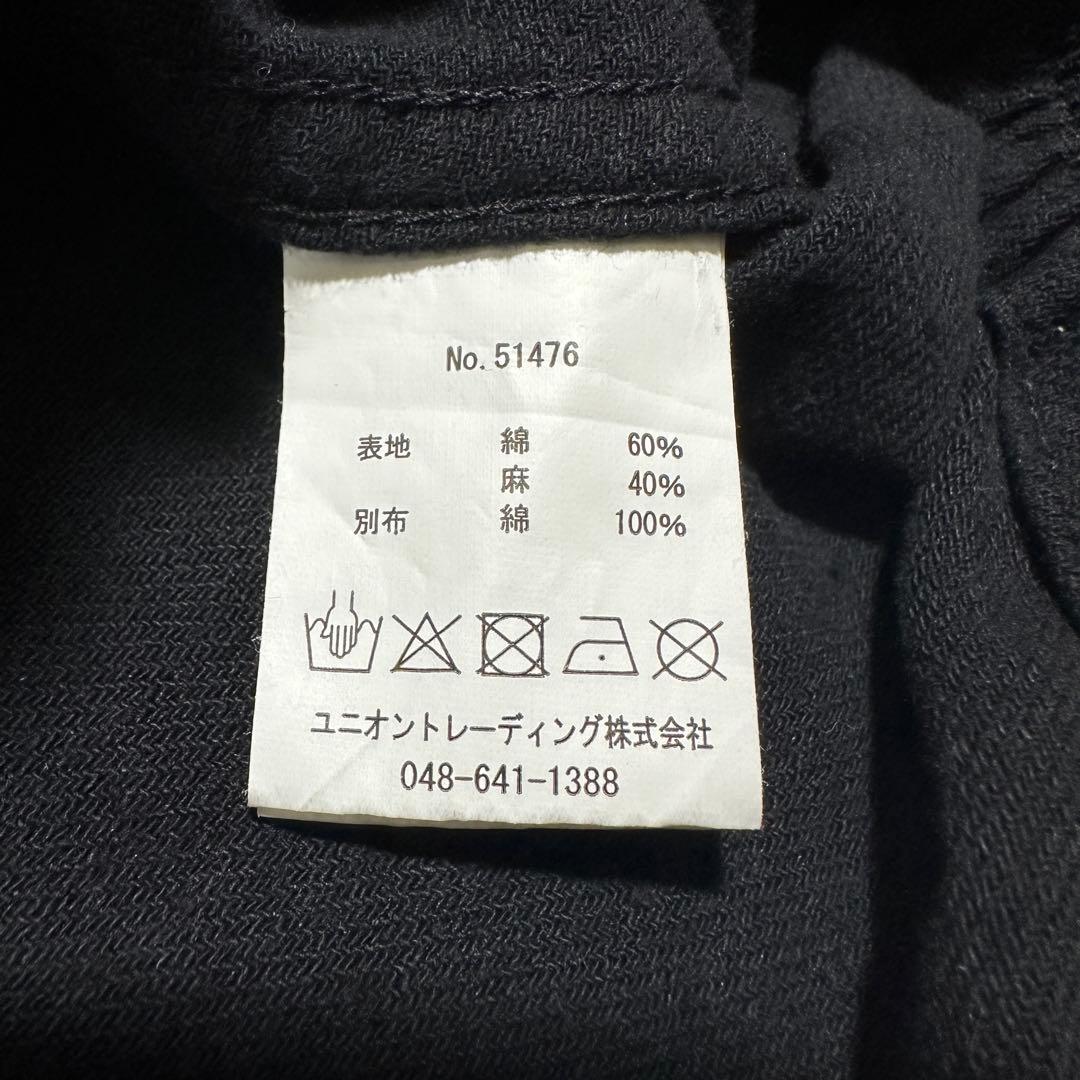 No. 51476
表地 綿 60%
麻 40%
別布 綿 100%
ユニオントレーディング株式会社
048-641-1388